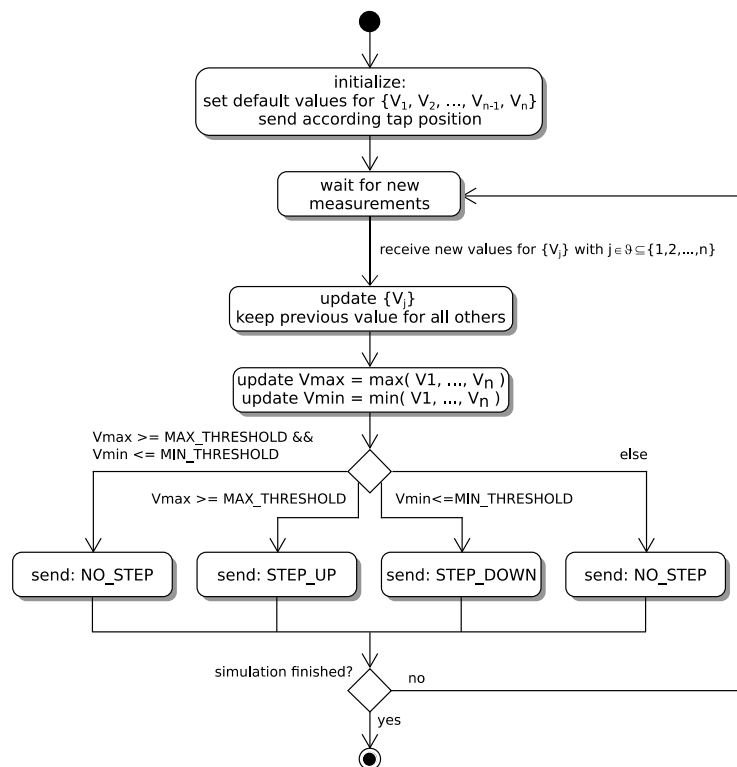 initialize:
set default values for {V1, V2, ..., Vn-1, Vn}
send according tap position
wait for new
measurements
receive new values for {Vj} with j∈ϑ⊆{1,2,...,n}
update {Vj}
keep previous value for all others
update Vmax = max( V1, ..., Vn )
update Vmin = min( V1, ..., Vn )
Vmax >= MAX_THRESHOLD &&
Vmin <= MIN_THRESHOLD
else
Vmax >= MAX_THRESHOLD
Vmin<=MIN_THRESHOLD
send: NO_STEP
send: STEP_UP
send: STEP_DOWN
send: NO_STEP
simulation finished?
no
yes